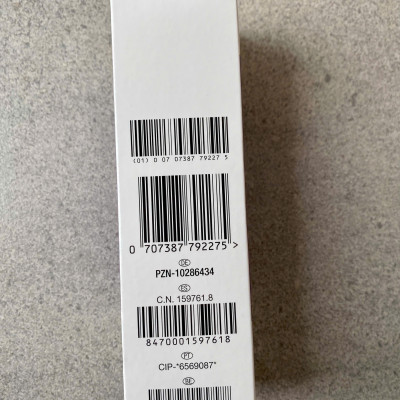 (01) 0 07 07387 79227 5
0 707387 792275 >
DE
PZN-10286434
ES
C.N. 159761.8
8470001597618
PT
CIP-*6569087*
BE